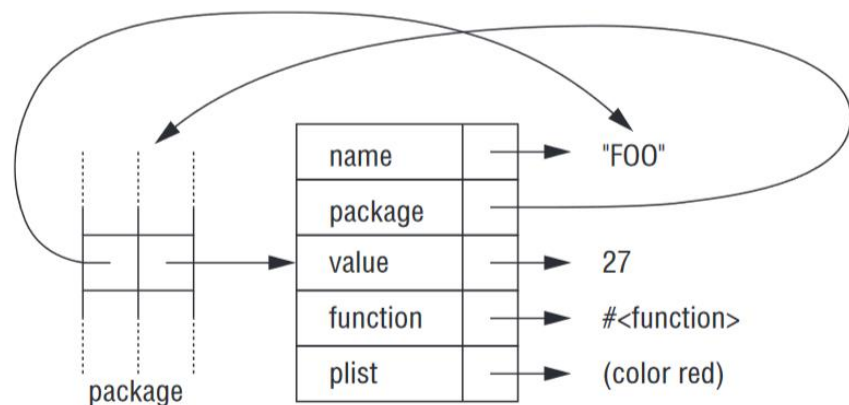 name "FOO"
package
value 27
function #<function>
plist (color red)
package